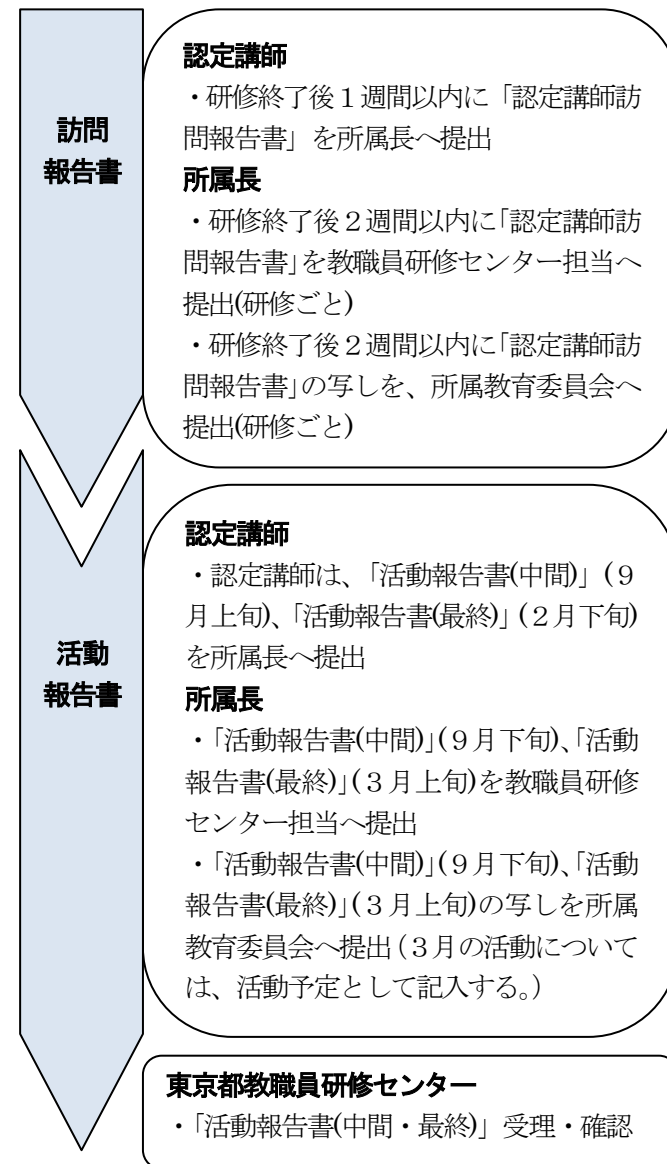 訪問
報告書
認定講師
・研修終了後１週間以内に「認定講師訪
問報告書」を所属長へ提出
所属長
・研修終了後２週間以内に「認定講師訪
問報告書」を教職員研修センター担当へ
提出(研修ごと)
・研修終了後２週間以内に「認定講師訪
問報告書」の写しを、所属教育委員会へ
提出(研修ごと)
活動
報告書
認定講師
・認定講師は、「活動報告書(中間)」(９
月上旬)、「活動報告書(最終)」(２月下旬)
を所属長へ提出
所属長
・「活動報告書(中間)」(９月下旬)、「活動
報告書(最終)」(３月上旬)を教職員研修
センター担当へ提出
・「活動報告書(中間)」(９月下旬)、「活動
報告書(最終)」(３月上旬)の写しを所属
教育委員会へ提出(３月の活動について
は、活動予定として記入する。)
東京都教職員研修センター
・「活動報告書(中間・最終)」受理・確認